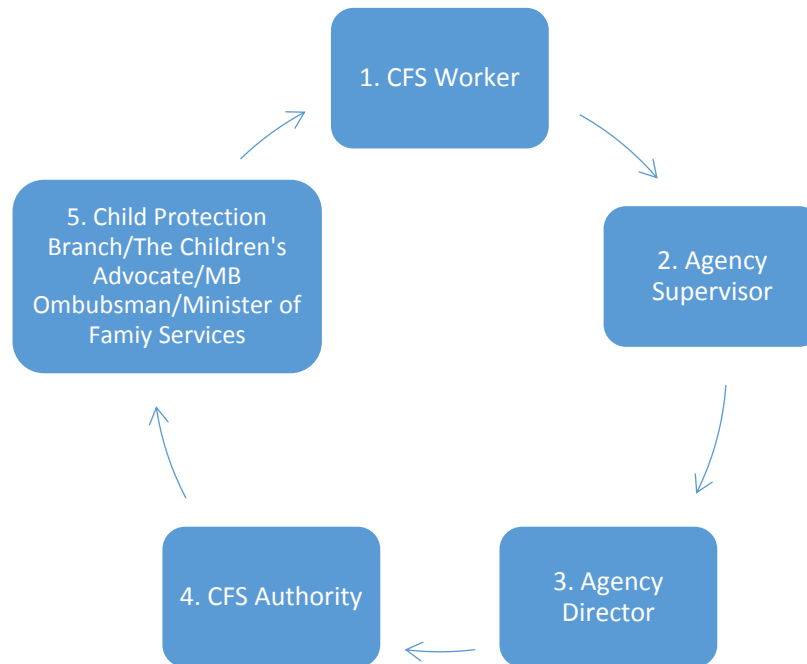 1. CFS Worker
2. Agency
Supervisor
3. Agency
Director
4. CFS Authority
5. Child Protection
Branch/The Children's
Advocate/MB
Ombubsman/Minister of
Famiy Services